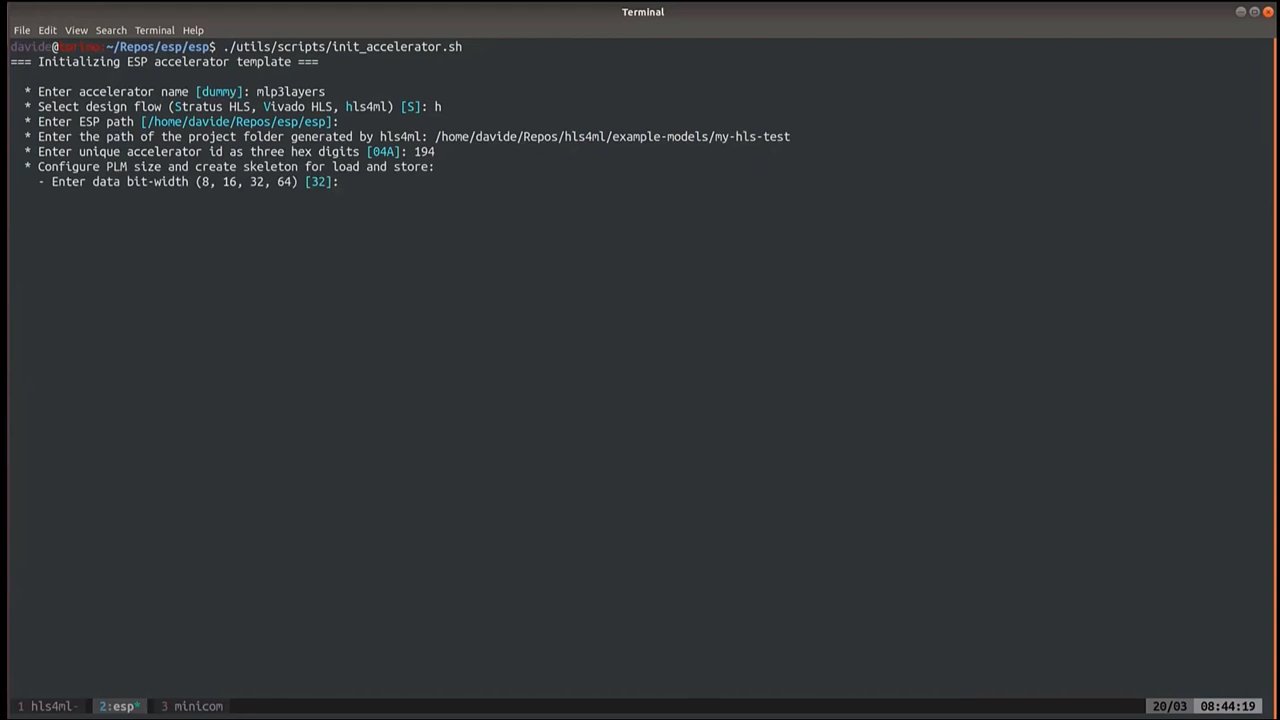 Terminal
File Edit View Search Terminal Help
davide@ :~/Repos/esp/esp$ ./utils/scripts/init_accelerator.sh
=== Initializing ESP accelerator template ===
* Enter accelerator name [dummy]: mlp3layers
* Select design flow (Stratus HLS, Vivado HLS, hls4ml) [S]: h
* Enter ESP path [/home/davide/Repos/esp/esp]:
* Enter the path of the project folder generated by hls4ml: /home/davide/Repos/hls4ml/example-models/my-hls-test
* Enter unique accelerator id as three hex digits [04A]: 194
* Configure PLM size and create skeleton for load and store:
- Enter data bit-width (8, 16, 32, 64) [32]:
1 hls4ml- 2:esp* 3 minicom 20/03 08:44:19